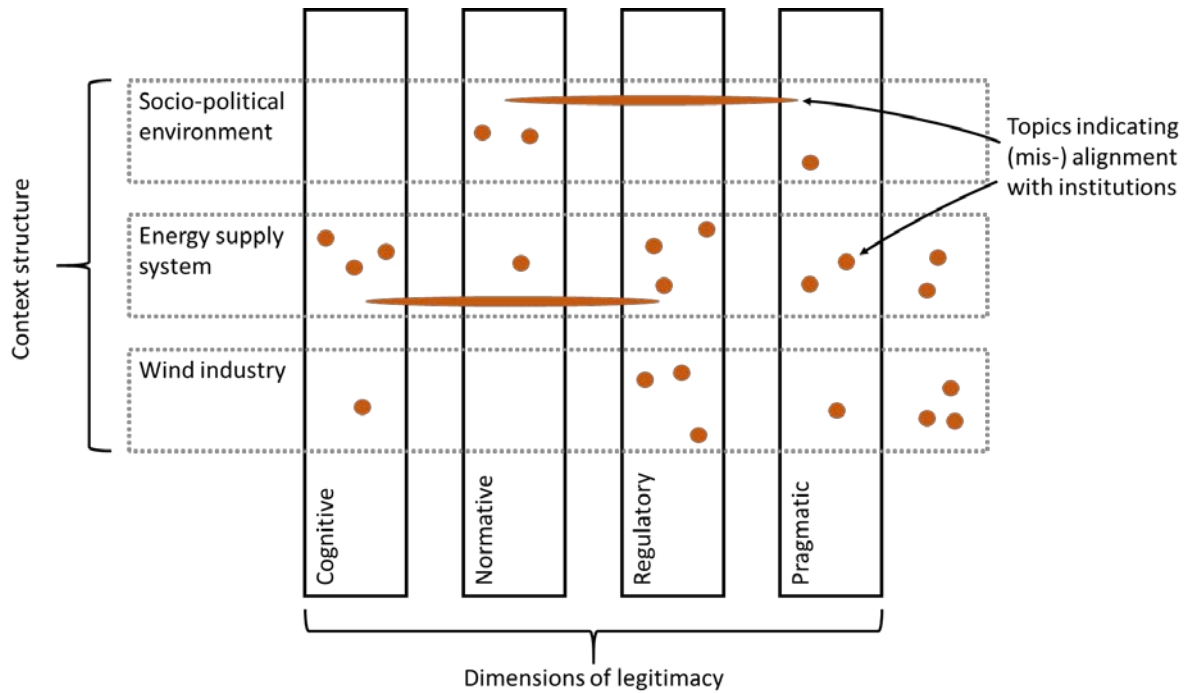 Socio-political
environment
Topics indicating
(mis-) alignment
with institutions
Context structure
Energy supply
system
Wind industry
Cognitive
Normative
Regulatory
Pragmatic
Dimensions of legitimacy